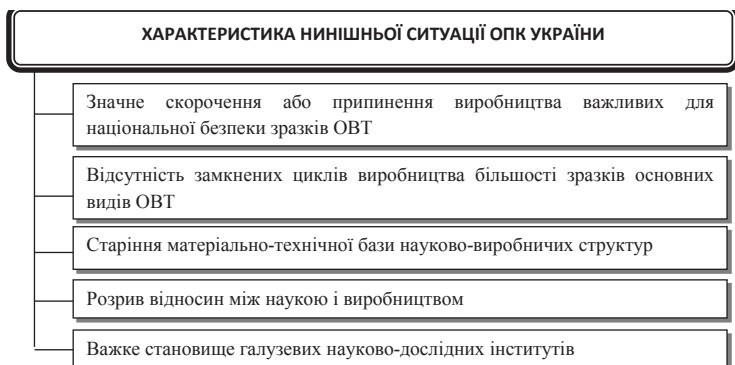 ХАРАКТЕРИСТИКА НИНІШНЬОЇ СИТУАЦІЇ ОПК УКРАЇНИ
Значне скорочення або припинення виробництва важливих для
національної безпеки зразків ОВТ
Відсутність замкнених циклів виробництва більшості зразків основних
видів ОВТ
Старіння матеріально-технічної бази науково-виробничих структур
Розрив відносин між наукою і виробництвом
Важке становище галузевих науково-дослідних інститутів